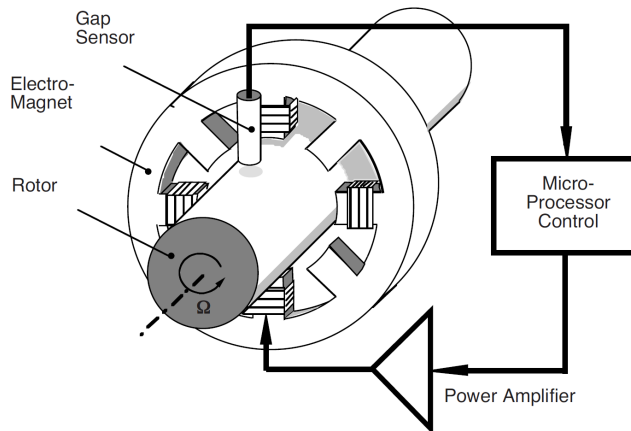 Gap
Sensor
Electro-
Magnet
Rotor
Micro-
Processor
Control
Ω
Power Amplifier